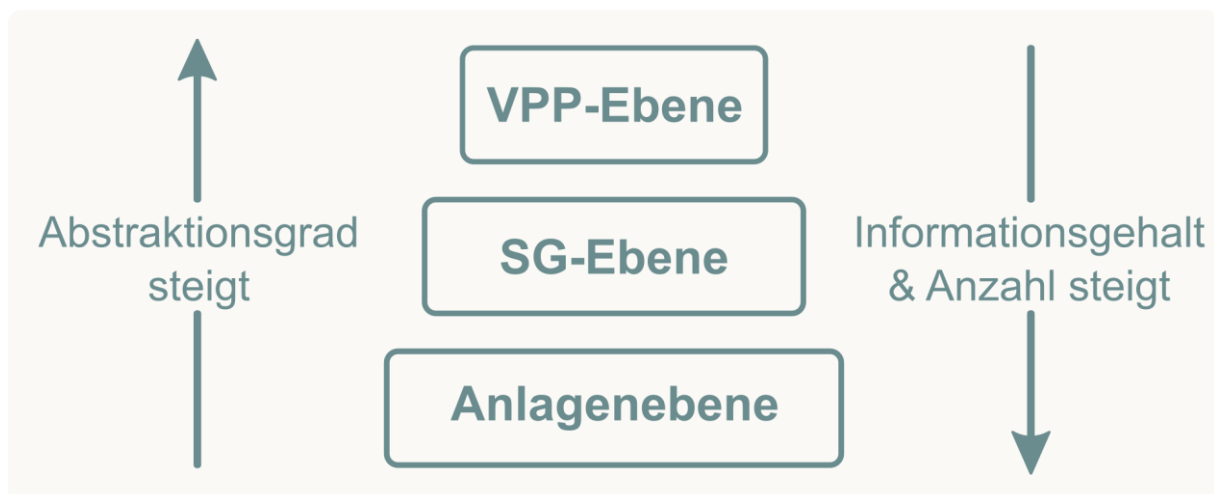 VPP-Ebene
Abstraktionsgrad
steigt
SG-Ebene
Informationsgehalt
& Anzahl steigt
Anlagenebene